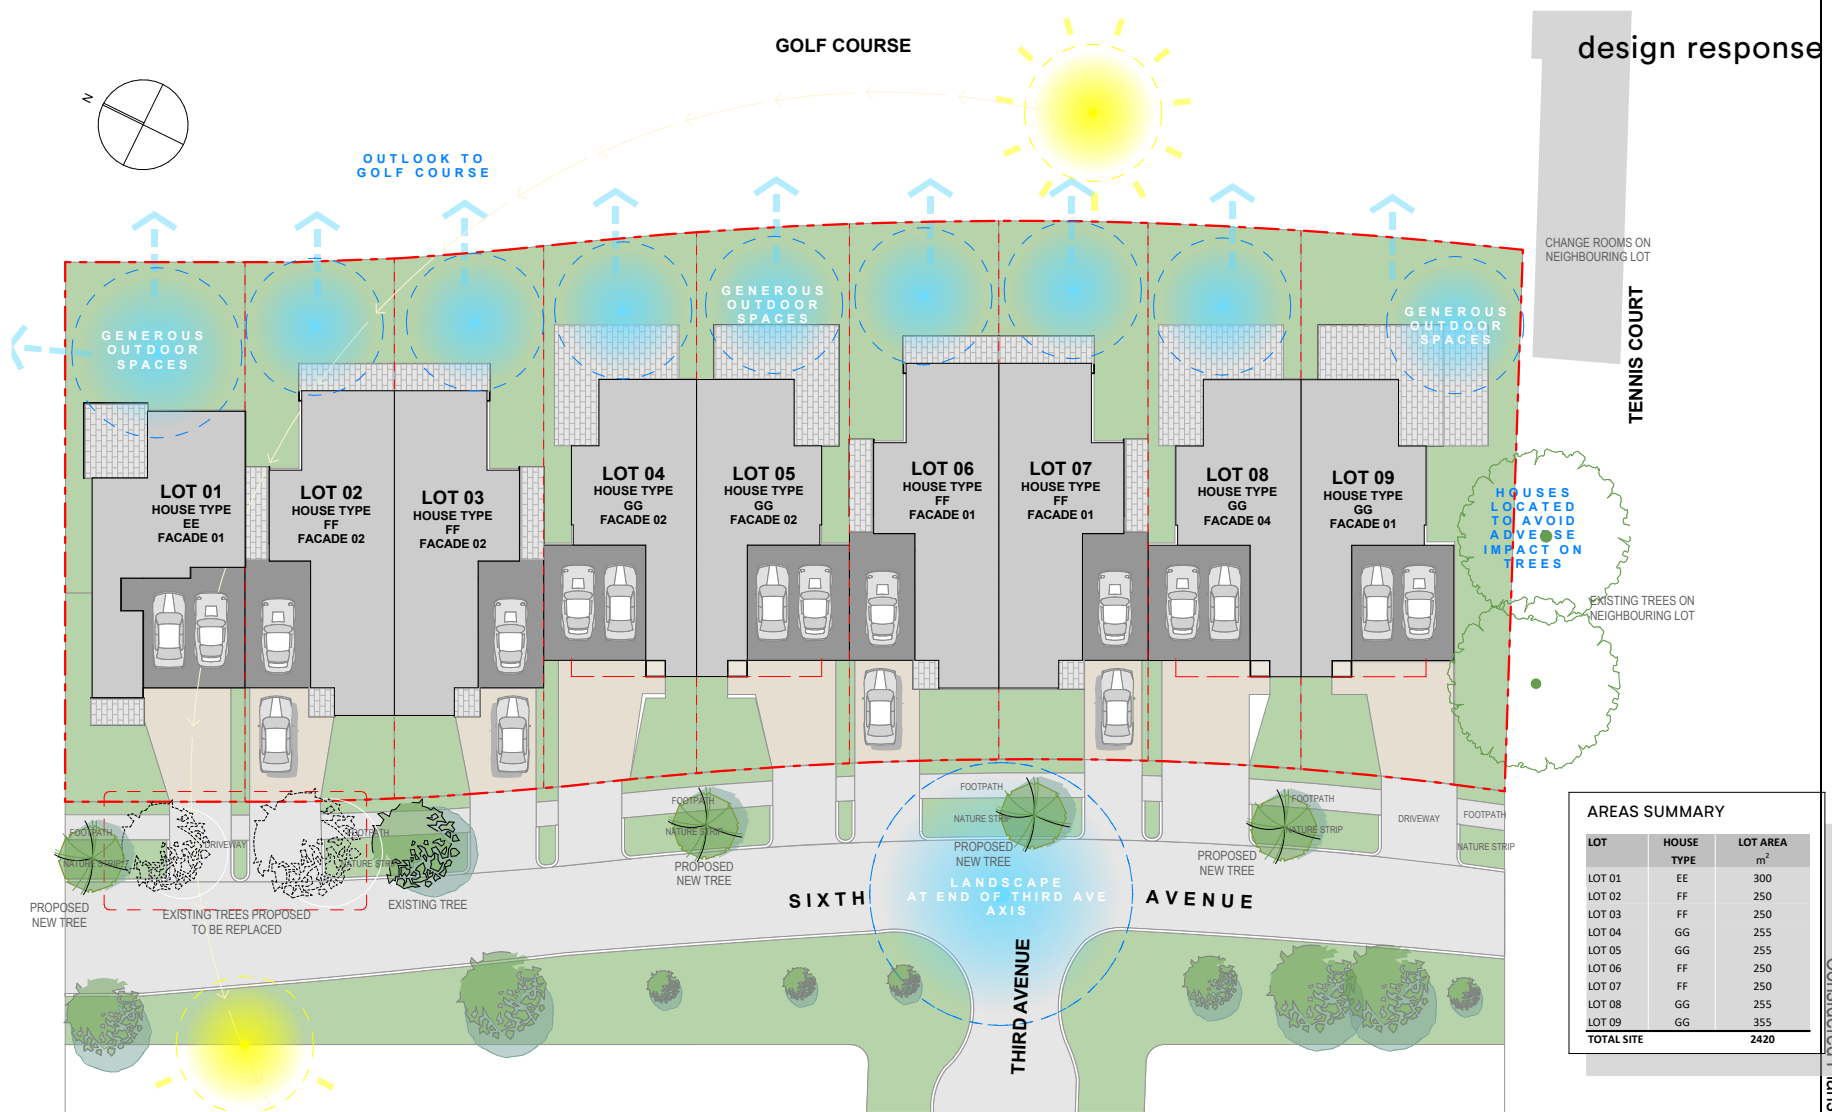 GOLF COURSE
design response
N
OUTLOOK TO
GOLF COURSE
CHANGE ROOMS ON
NEIGHBOURING LOT
TENNIS COURT
GENEROUS
OUTDOOR
SPACES
GENEROUS
OUTDOOR
SPACES
GENEROUS
OUTDOOR
SPACES
LOT 01
HOUSE TYPE
EE
FACADE 01
LOT 02
HOUSE TYPE
FF
FACADE 02
LOT 03
HOUSE TYPE
FF
FACADE 02
LOT 04
HOUSE TYPE
GG
FACADE 02
LOT 05
HOUSE TYPE
GG
FACADE 02
LOT 06
HOUSE TYPE
FF
FACADE 01
LOT 07
HOUSE TYPE
FF
FACADE 01
LOT 08
HOUSE TYPE
GG
FACADE 04
LOT 09
HOUSE TYPE
GG
FACADE 01
HOUSES
LOCATED
TO AVOID
ADVERSE
IMPACT ON
TREES
EXISTING TREES ON
NEIGHBOURING LOT
FOOTPATH
NATURE STRIP
DRIVEWAY
FOOTPATH
NATURE STRIP
FOOTPATH
NATURE STRIP
FOOTPATH
NATURE STRIP
FOOTPATH
NATURE STRIP
DRIVEWAY
FOOTPATH
NATURE STRIP
PROPOSED
NEW TREE
EXISTING TREES PROPOSED
TO BE REPLACED
EXISTING TREE
PROPOSED
NEW TREE
PROPOSED
NEW TREE
PROPOSED
NEW TREE
LANDSCAPE
AT END OF THIRD AVE
AXIS
SIXTH AVENUE
THIRD AVENUE
AREAS SUMMARY
LOT HOUSE TYPE LOT AREA m²
LOT 01 EE 300
LOT 02 FF 250
LOT 03 FF 250
LOT 04 GG 255
LOT 05 GG 255
LOT 06 FF 250
LOT 07 FF 250
LOT 08 GG 255
LOT 09 GG 355
TOTAL SITE 2420